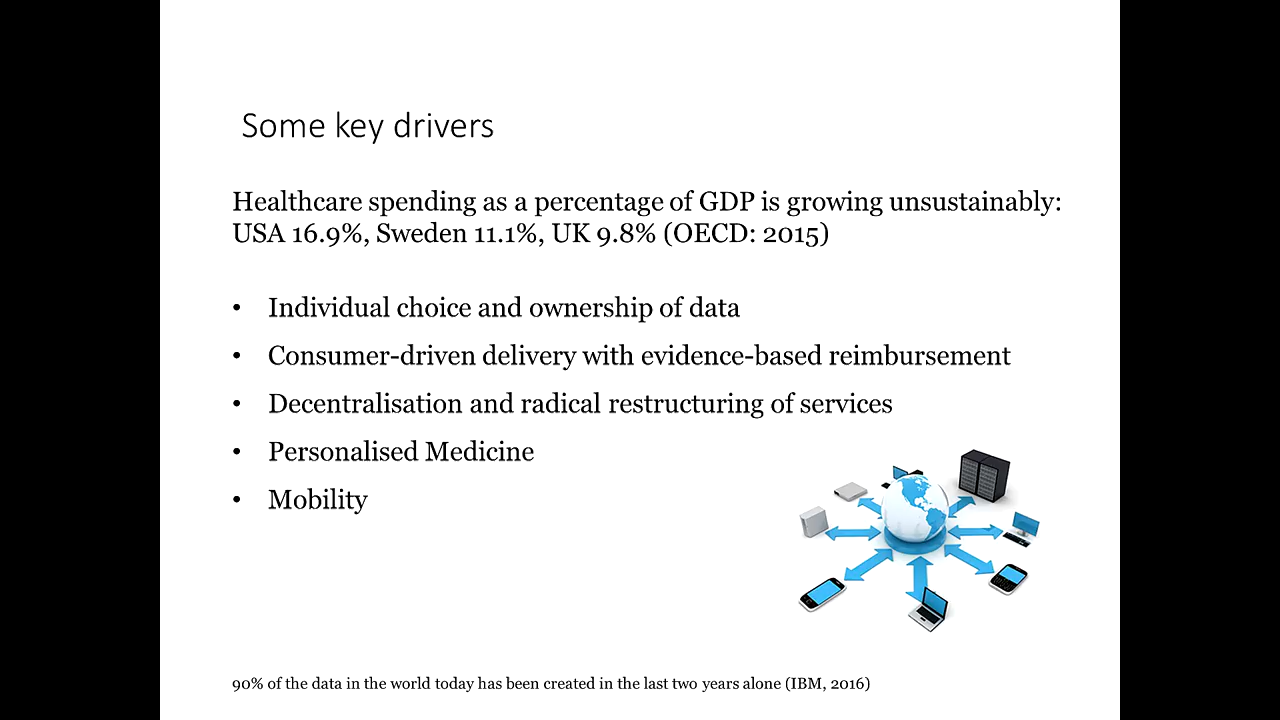 Some key drivers
Healthcare spending as a percentage of GDP is growing unsustainably:
USA 16.9%, Sweden 11.1%, UK 9.8% (OECD: 2015)
• Individual choice and ownership of data
• Consumer-driven delivery with evidence-based reimbursement
• Decentralisation and radical restructuring of services
• Personalised Medicine
• Mobility
90% of the data in the world today has been created in the last two years alone (IBM, 2016)